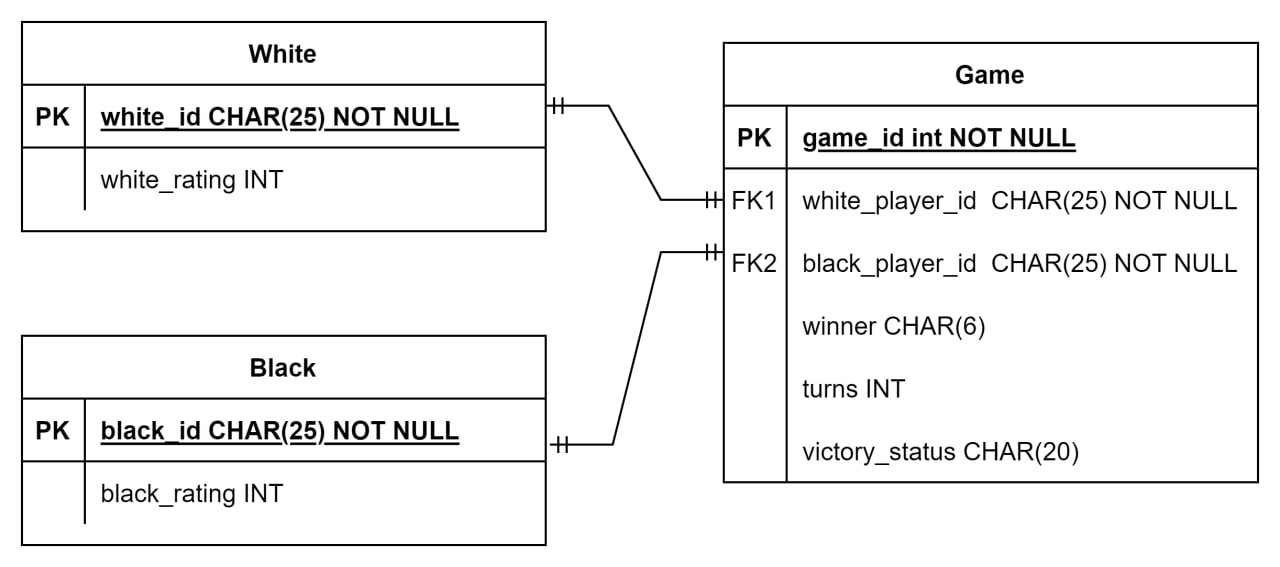 White
PK white_id CHAR(25) NOT NULL
white_rating INT
Black
PK black_id CHAR(25) NOT NULL
black_rating INT
Game
PK game_id int NOT NULL
FK1 white_player_id  CHAR(25) NOT NULL
FK2 black_player_id  CHAR(25) NOT NULL
winner CHAR(6)
turns INT
victory_status CHAR(20)